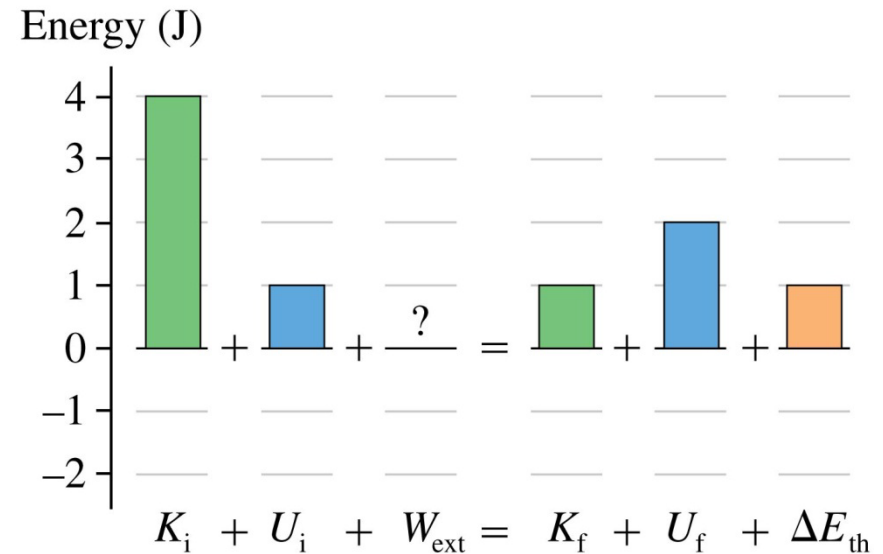 Energy (J)
4
3
2
1
?
0 + + = + +
−1
−2
Kᵢ + Uᵢ + W_ext = K_f + U_f + ΔE_th